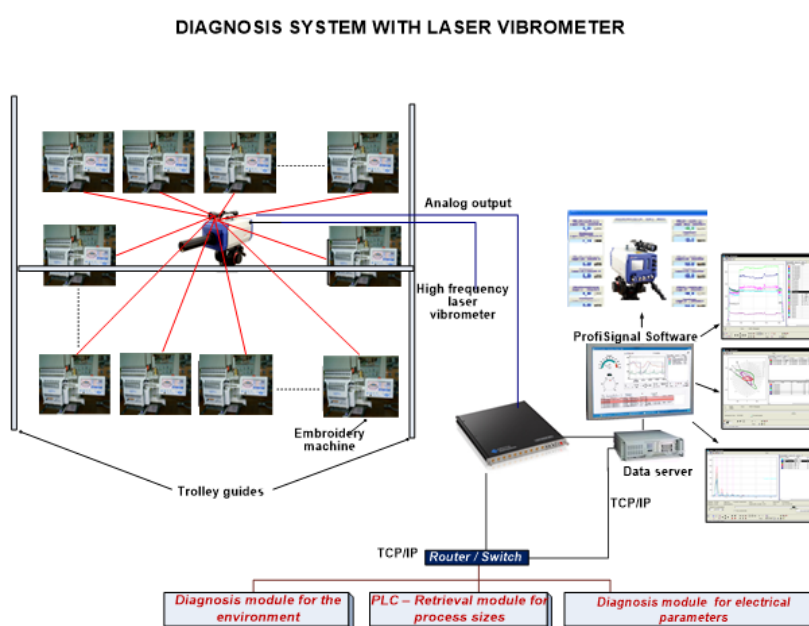 DIAGNOSIS SYSTEM WITH LASER VIBROMETER
Analog output
High frequency
laser
vibrometer
ProfiSignal Software
Embroidery
machine
Trolley guides
Data server
TCP/IP
TCP/IP
Router / Switch
Diagnosis module for the
environment
PLC – Retrieval module for
process sizes
Diagnosis module for electrical
parameters